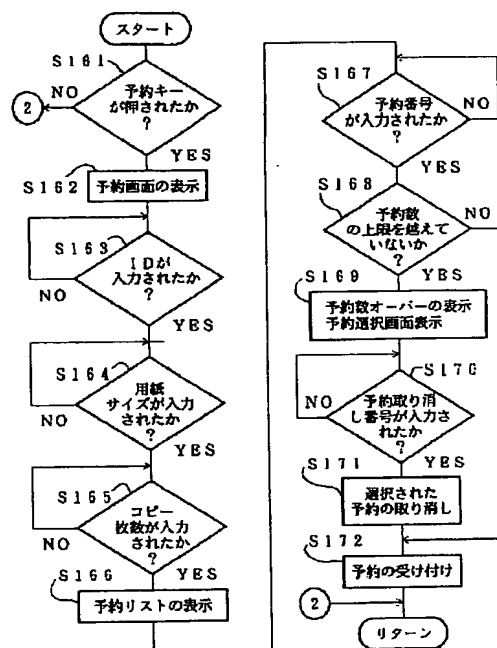 スタート
S161
予約キー
が押されたか
?
NO
2
YES
S162
予約画面の表示
S163
IDが
入力されたか
?
NO
YES
S164
用紙
サイズが入力
されたか
?
NO
YES
S165
コピー
枚数が入力
されたか
?
NO
YES
S166
予約リストの表示
S167
予約番号
が入力されたか
?
NO
YES
S168
予約数
の上限を越えて
いないか
?
NO
YES
S169
予約数オーバーの表示
予約選択画面表示
S170
予約取り消
し番号が入力さ
れたか
?
NO
YES
S171
選択された
予約の取り消し
S172
予約の受け付け
2
リターン